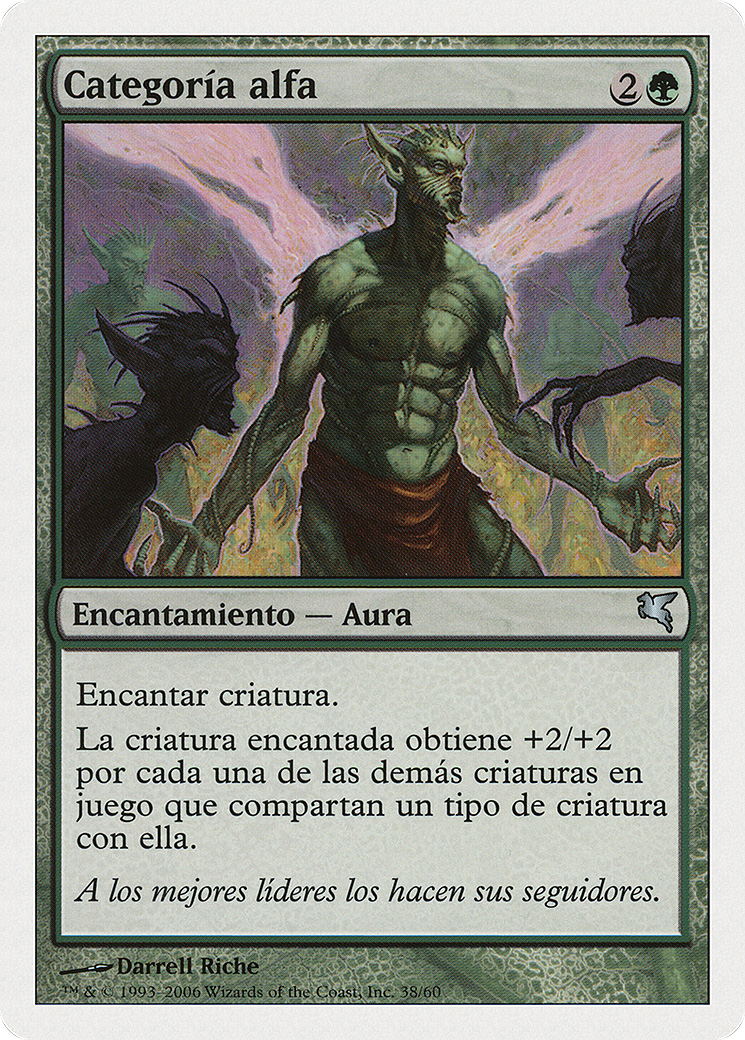 Categoría alfa
2
Encantamiento — Aura
Encantar criatura.
La criatura encantada obtiene +2/+2
por cada una de las demás criaturas en
juego que compartan un tipo de criatura
con ella.
A los mejores líderes los hacen sus seguidores.
Darrell Riche
™ & © 1993–2006 Wizards of the Coast, Inc. 38/60